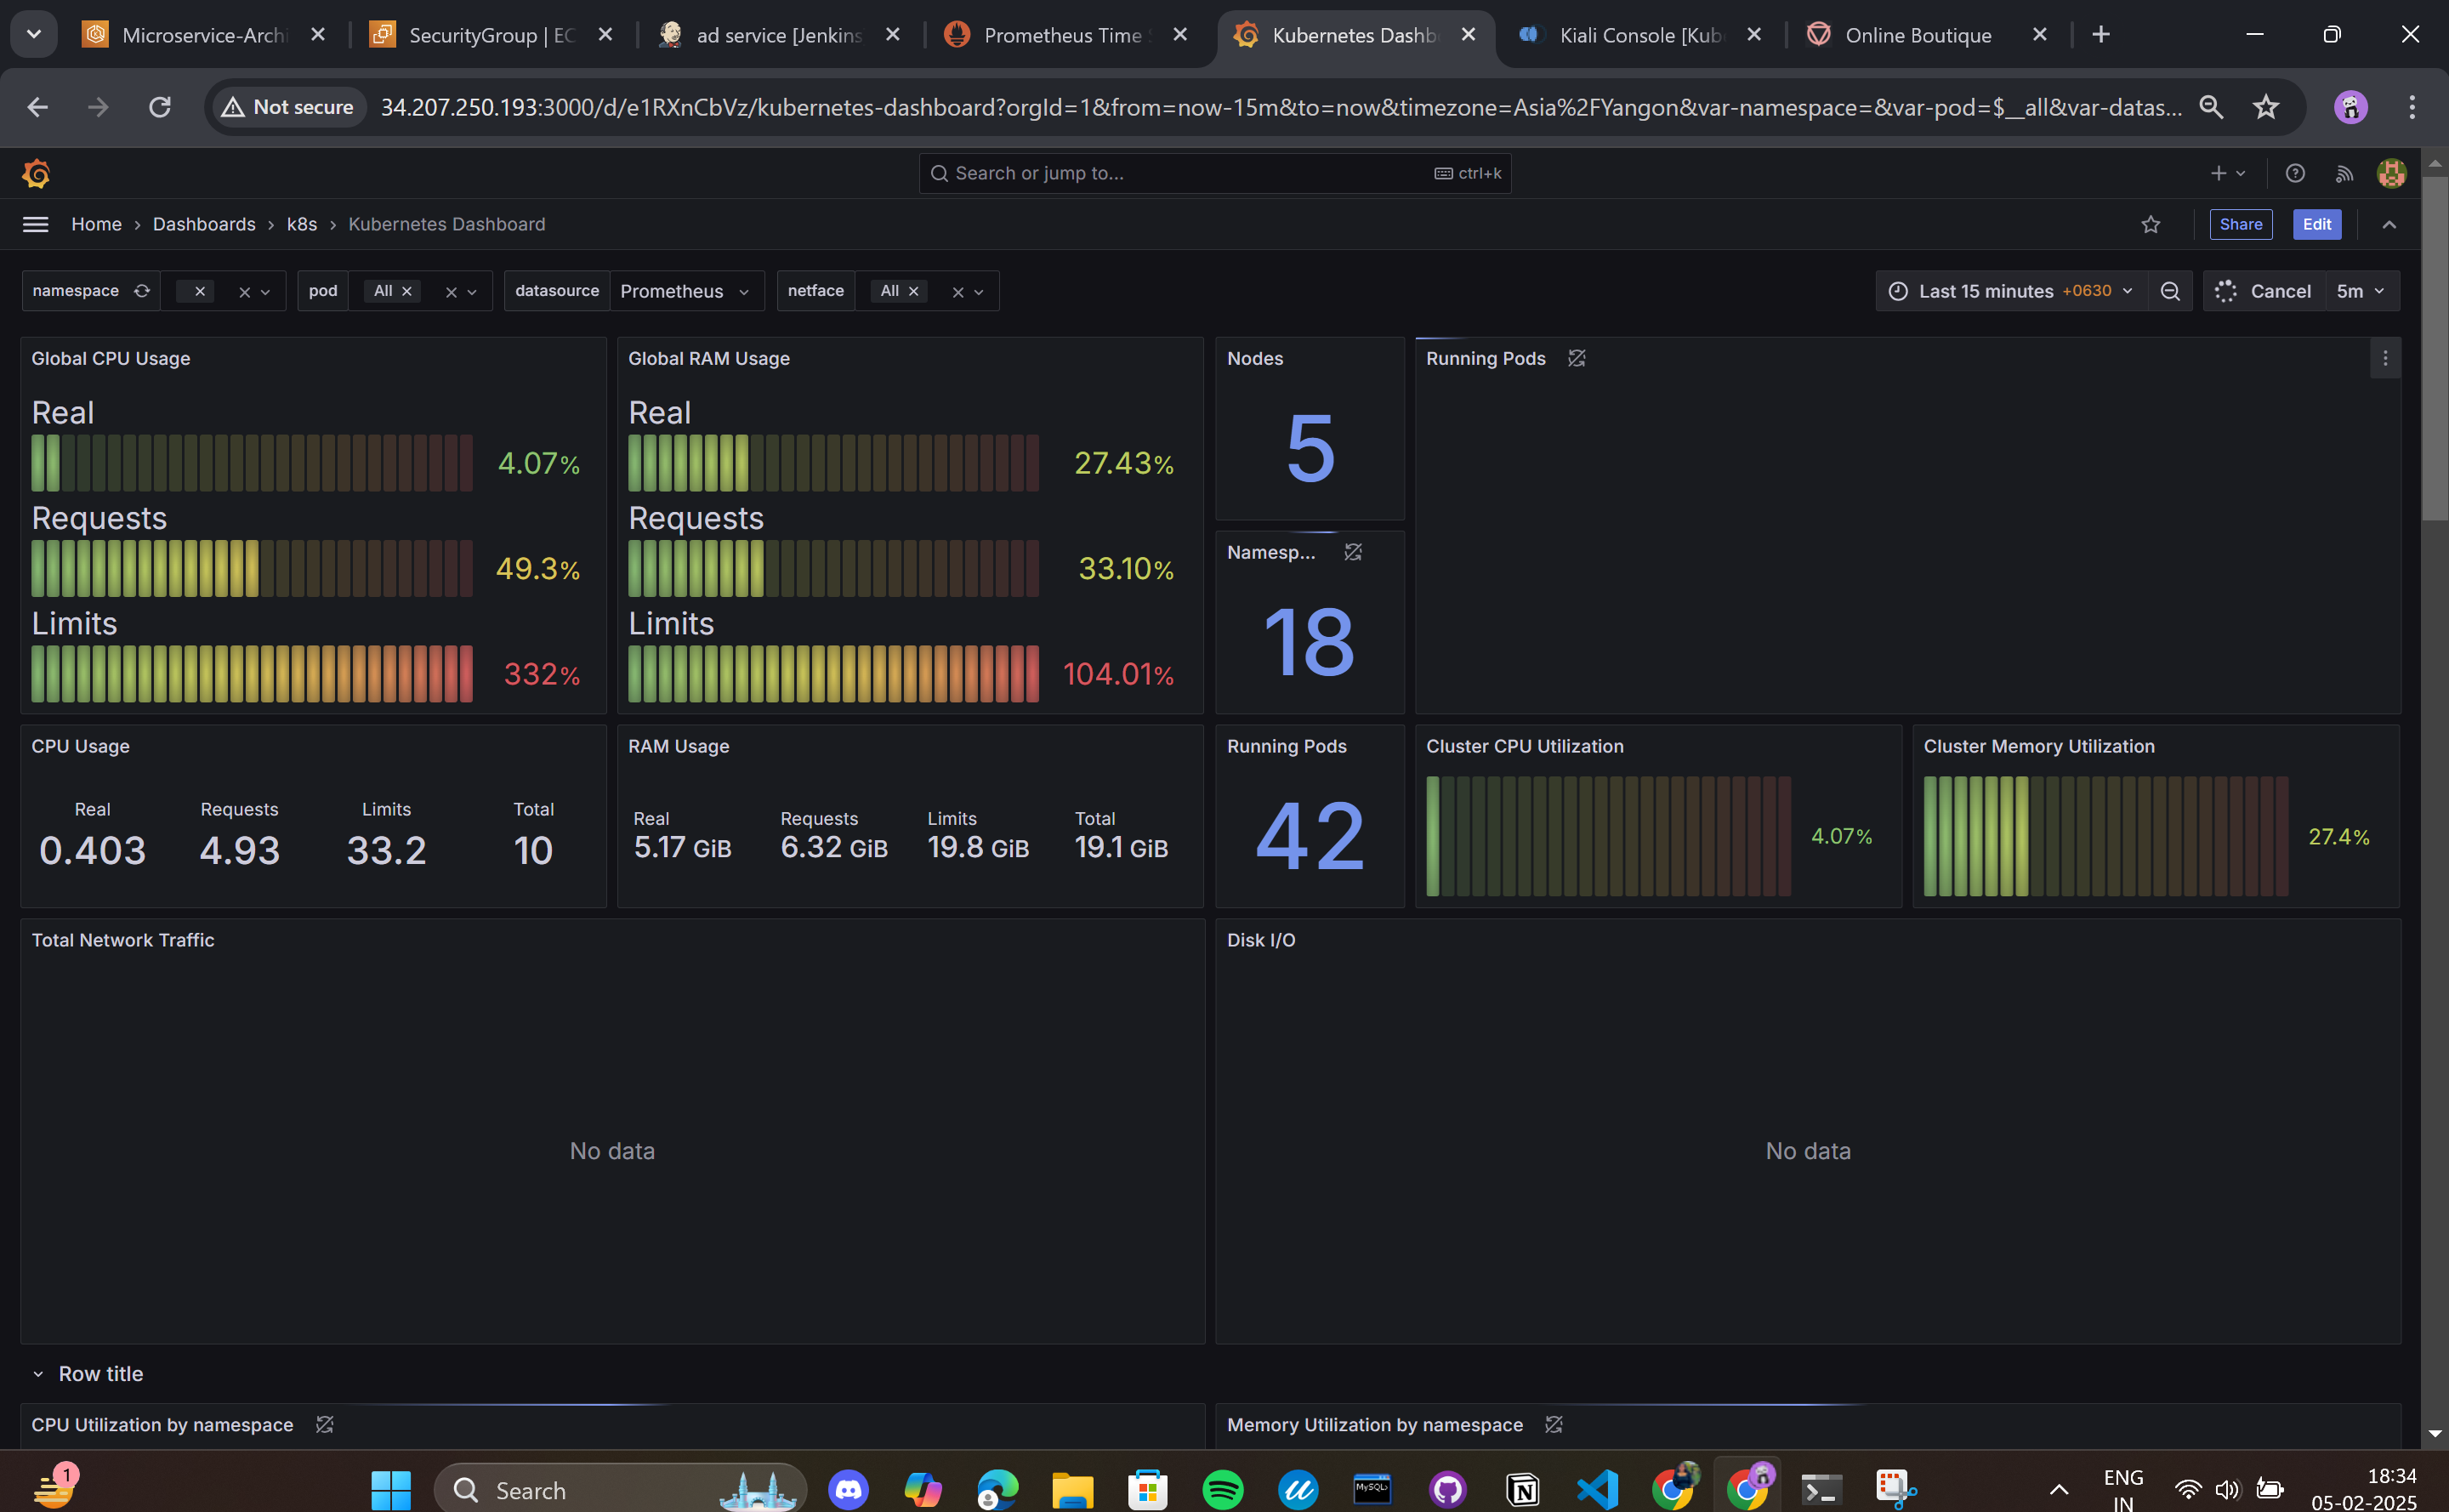 Microservice-Archi
SecurityGroup | EC
ad service [Jenkins
Prometheus Time S
Kubernetes Dashb
Kiali Console [Kub
Online Boutique
Not secure
34.207.250.193:3000/d/e1RXnCbVz/kubernetes-dashboard?orgId=1&from=now-15m&to=now&timezone=Asia%2FYangon&var-namespace=&var-pod=$__all&var-datas...
Search or jump to...
ctrl+k
Home › Dashboards › k8s › Kubernetes Dashboard
Share
Edit
namespace
pod
All
datasource
Prometheus
netface
All
Last 15 minutes +0630
Cancel
5m
Global CPU Usage
Real
4.07%
Requests
49.3%
Limits
332%
Global RAM Usage
Real
27.43%
Requests
33.10%
Limits
104.01%
Nodes
5
Namesp...
18
Running Pods
CPU Usage
Real
Requests
Limits
Total
0.403
4.93
33.2
10
RAM Usage
Real
Requests
Limits
Total
5.17 GiB
6.32 GiB
19.8 GiB
19.1 GiB
Running Pods
42
Cluster CPU Utilization
4.07%
Cluster Memory Utilization
27.4%
Total Network Traffic
No data
Disk I/O
No data
Row title
CPU Utilization by namespace
Memory Utilization by namespace
1
Search
MySQL
ENG
IN
18:34
05-02-2025